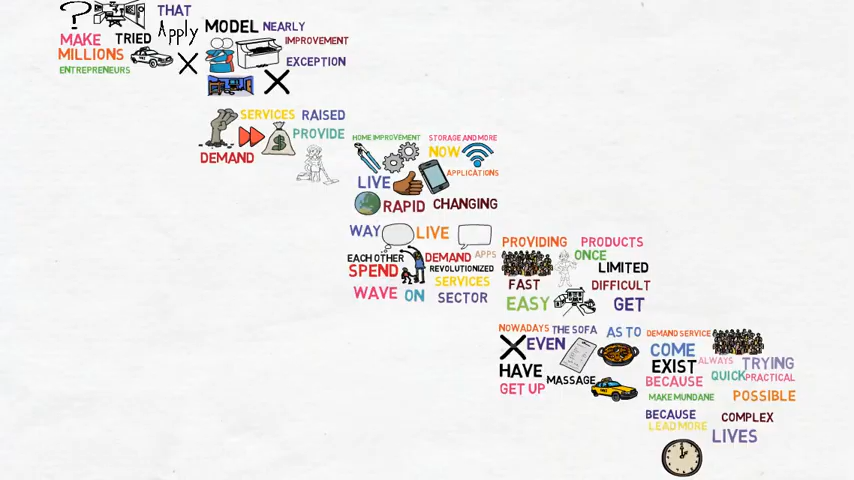 THAT
MAKE TRIED Apply MODEL NEARLY
MILLIONS IMPROVEMENT
ENTREPRENEURS EXCEPTION
SERVICES RAISED
PROVIDE
DEMAND
HOME IMPROVEMENT STORAGE AND MORE
NOW
APPLICATIONS
LIVE
RAPID CHANGING
WAY LIVE
EACH OTHER DEMAND APPS
SPEND REVOLUTIONIZED
SERVICES
WAVE ON SECTOR
PROVIDING PRODUCTS
ONCE
LIMITED
FAST DIFFICULT
EASY GET
NOWADAYS THE SOFA AS TO
EVEN
HAVE MASSAGE
GET UP
DEMAND SERVICE
COME
EXIST ALWAYS TRYING
BECAUSE QUICK PRACTICAL
MAKE MUNDANE POSSIBLE
BECAUSE COMPLEX
LEAD MORE LIVES